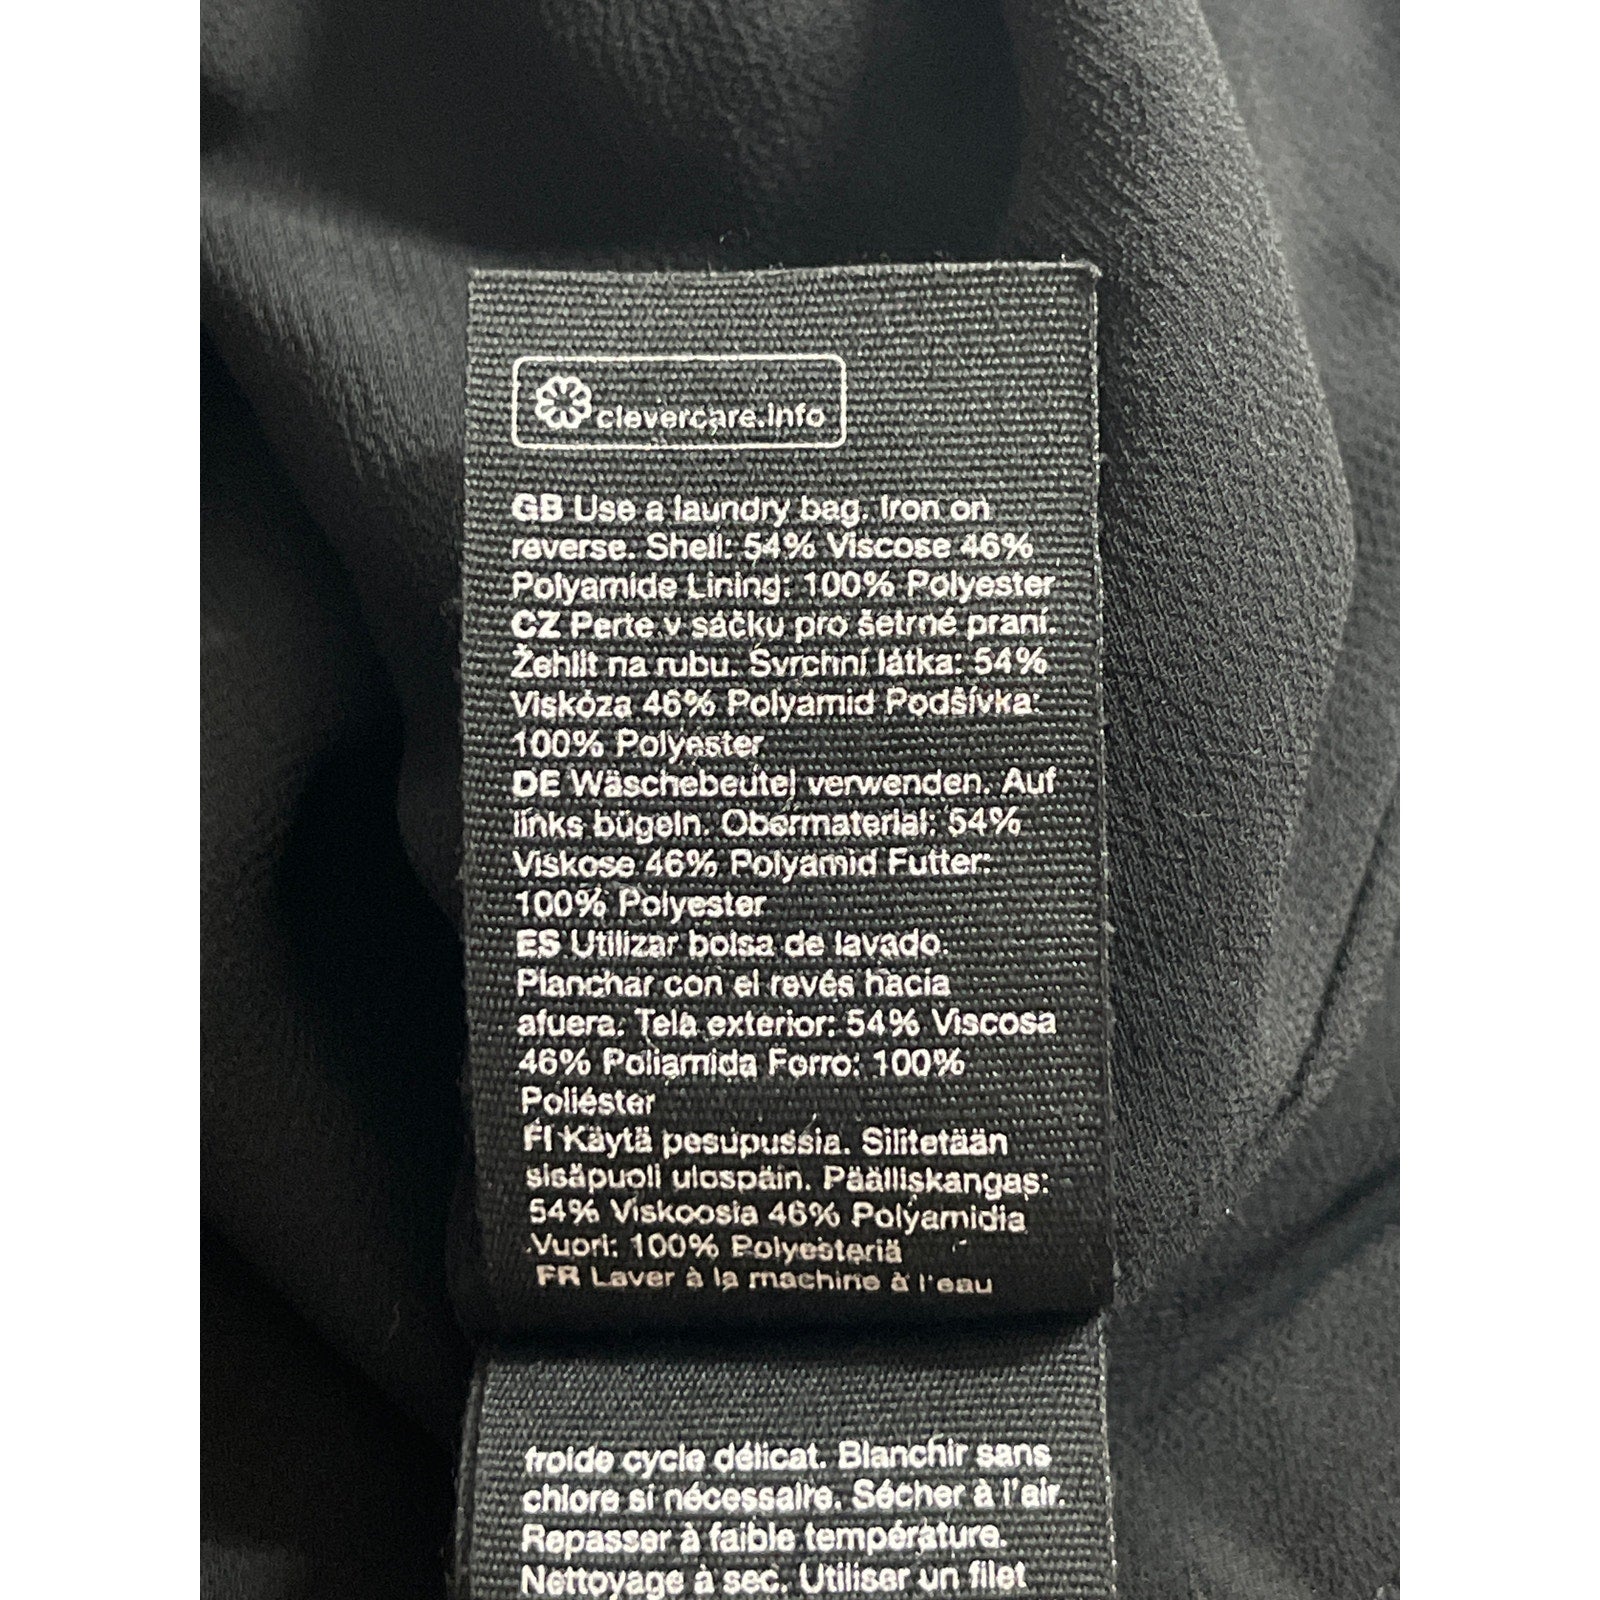 clevercare.info
GB Use a laundry bag. Iron on
reverse. Shell: 54% Viscose 46%
Polyamide Lining: 100% Polyester
CZ Perte v sáčku pro šetrné praní.
Žehlit na rubu. Svrchní látka: 54%
Viskóza 46% Polyamid Podšívka:
100% Polyester
DE Wäschebeutel verwenden. Auf
links bügeln. Obermaterial: 54%
Viskose 46% Polyamid Futter:
100% Polyester
ES Utilizar bolsa de lavado.
Planchar con el revés hacia
afuera. Tela exterior: 54% Viscosa
46% Poliamida Forro: 100%
Poliéster
FI Käytä pesupussia. Silitetään
sisäpuoli ulospäin. Päälliskangas:
54% Viskoosia 46% Polyamidia
Vuori: 100% Polyesteriä
FR Laver à la machine à l'eau
froide cycle délicat. Blanchir sans
chlore si nécessaire. Sécher à l'air.
Repasser à faible température.
Nettoyage à sec. Utiliser un filet